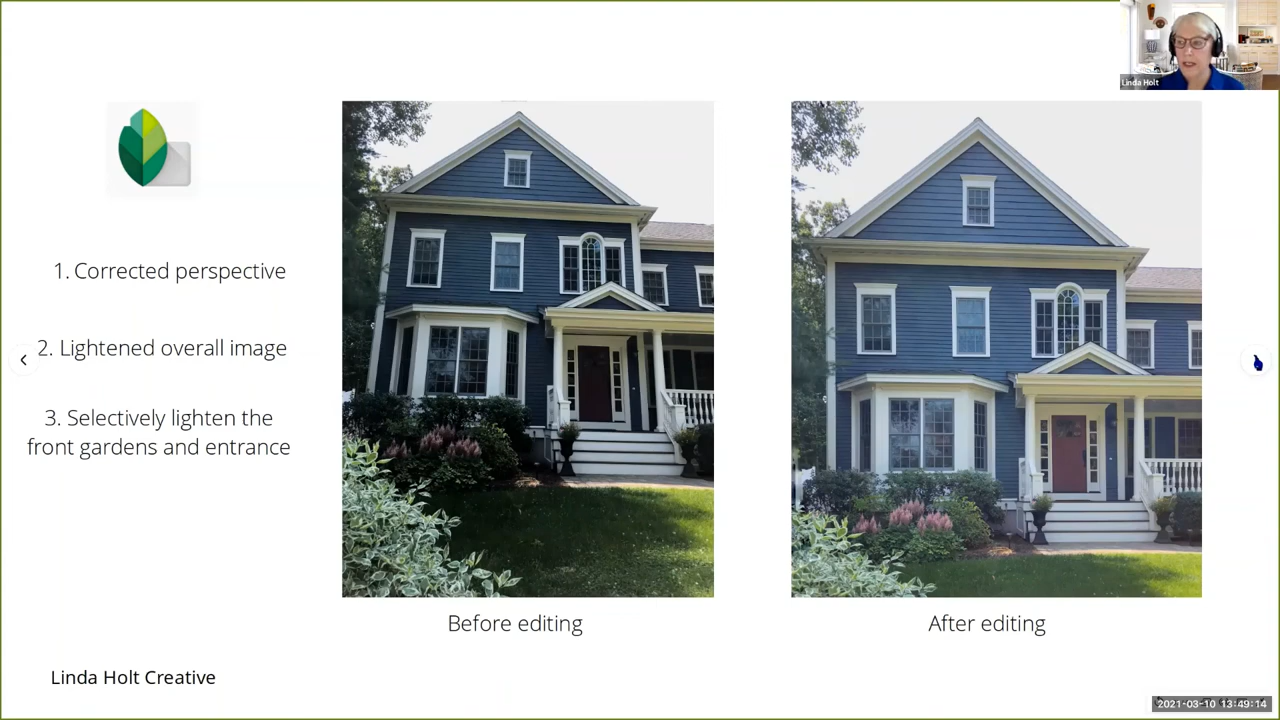 Linda Holt
1. Corrected perspective
2. Lightened overall image
3. Selectively lighten the
front gardens and entrance
Before editing
After editing
Linda Holt Creative
2021-03-10 13:49:14